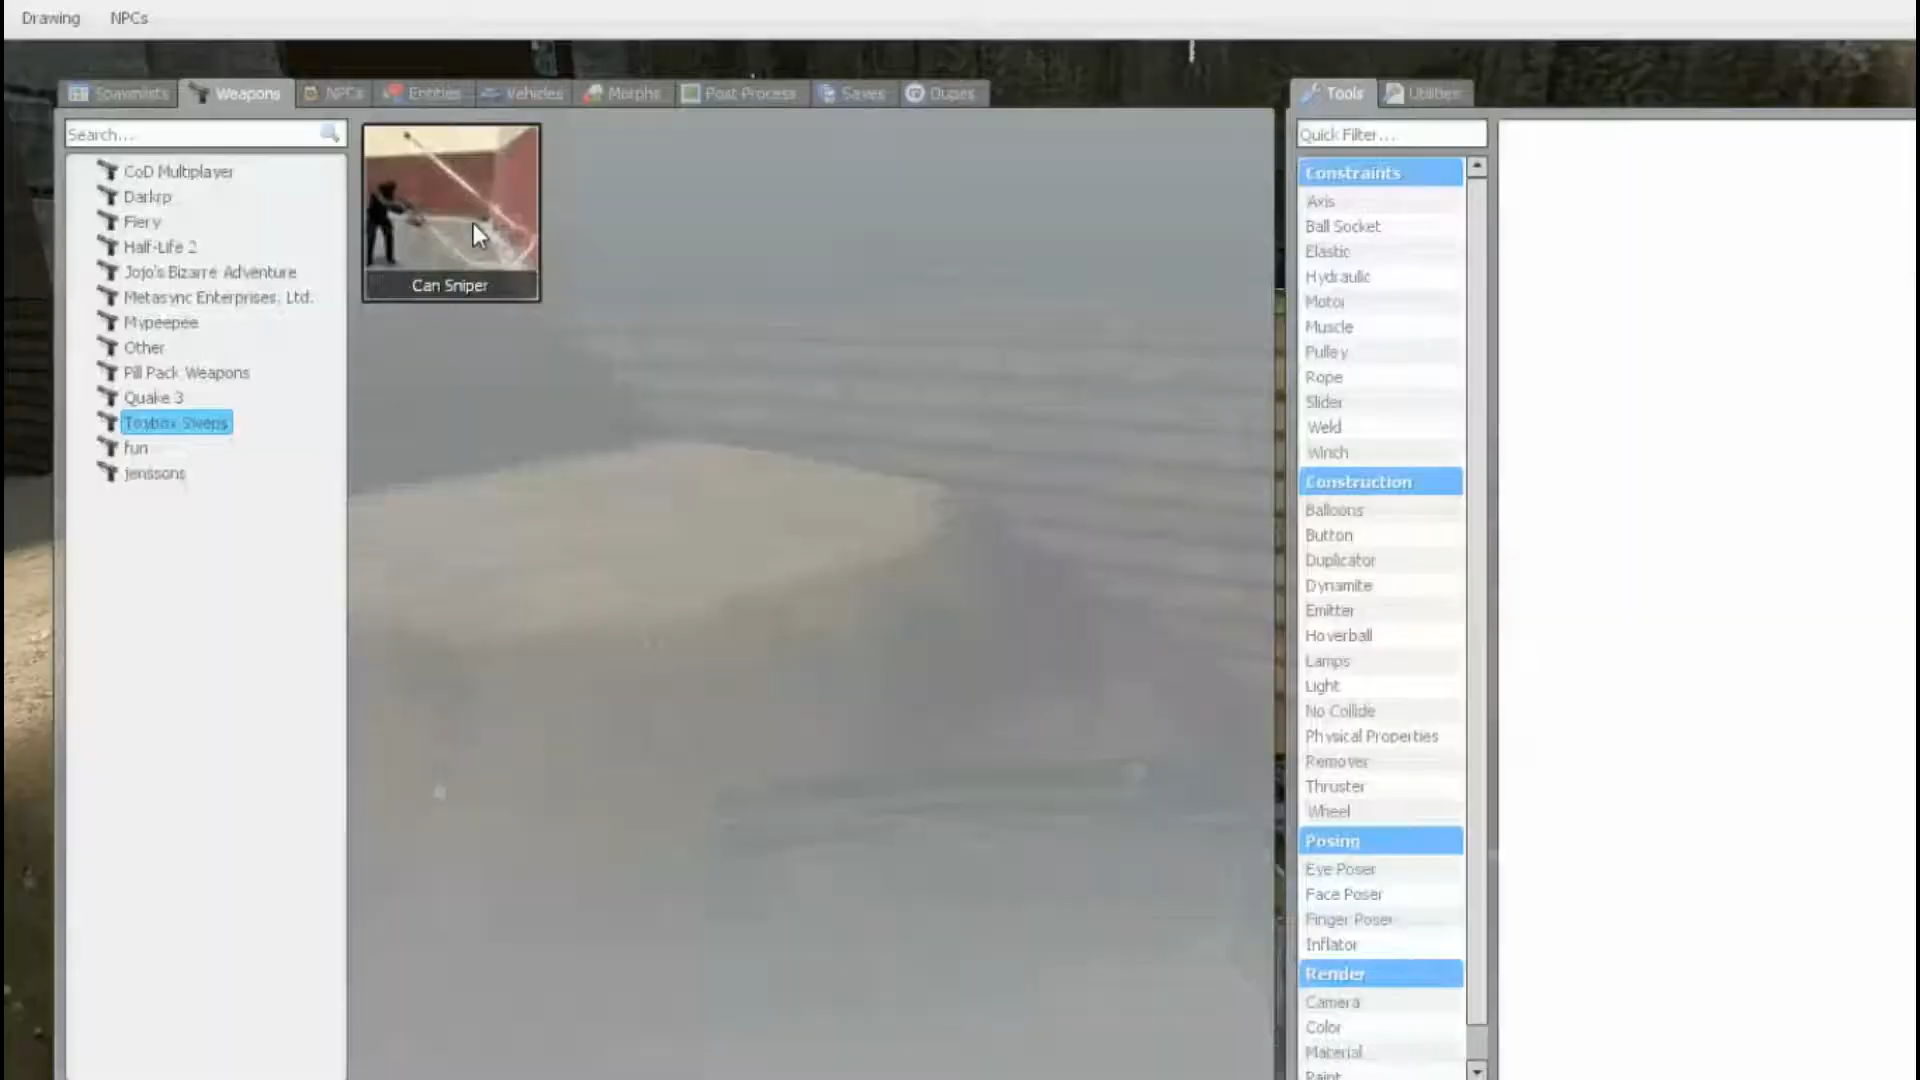 Drawing NPCs
Spawnlists Weapons NPCs Entities Vehicles Morphs Post Process Saves Dupes
Tools Utilities
Search...
CoD Multiplayer
Darkrp
Fiery
Half-Life 2
Jojo's Bizarre Adventure
Metasync Enterprises, Ltd.
Mypeepee
Other
Pill Pack Weapons
Quake 3
Toybox Sweps
fun
jenssons
Can Sniper
Quick Filter...
Constraints
Axis
Ball Socket
Elastic
Hydraulic
Motor
Muscle
Pulley
Rope
Slider
Weld
Winch
Construction
Balloons
Button
Duplicator
Dynamite
Emitter
Hoverball
Lamps
Light
No Collide
Physical Properties
Remover
Thruster
Wheel
Posing
Eye Poser
Face Poser
Finger Poser
Inflator
Render
Camera
Color
Material
Paint